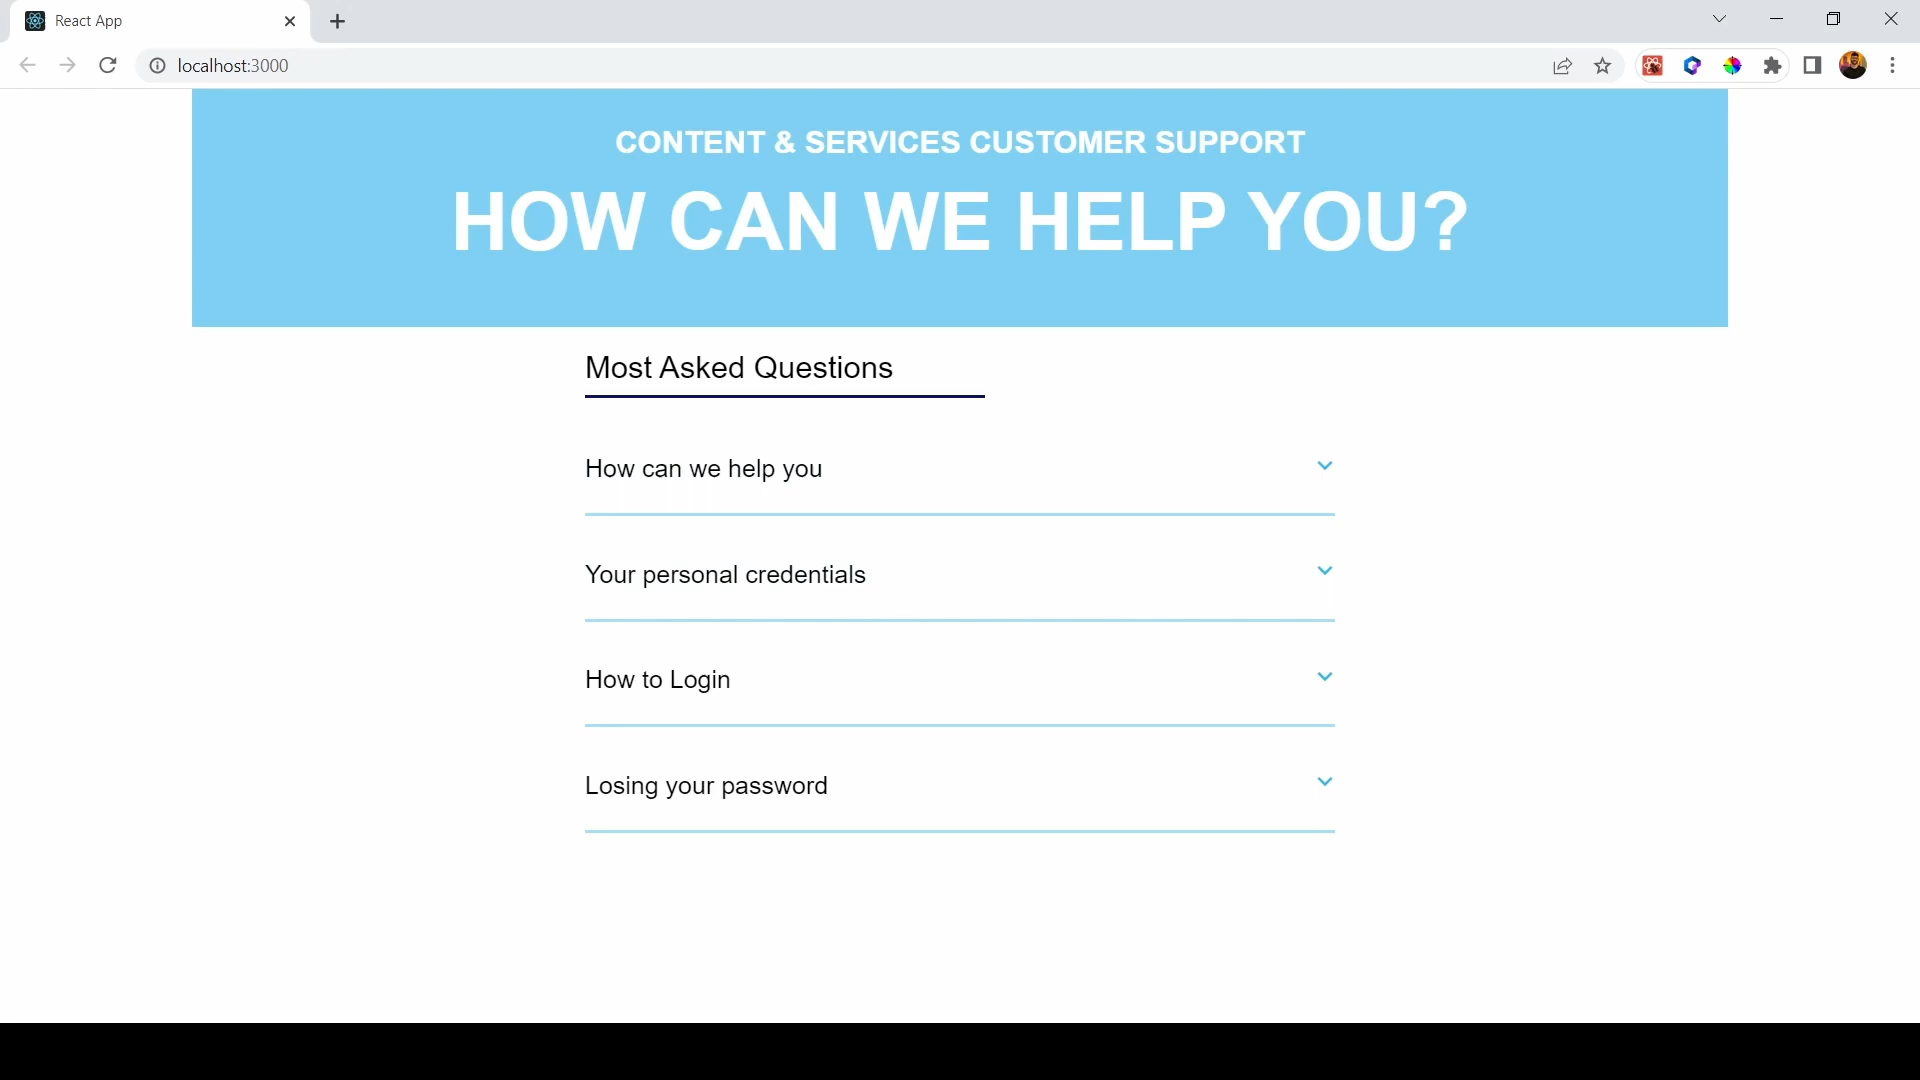 React App
localhost:3000
CONTENT & SERVICES CUSTOMER SUPPORT
HOW CAN WE HELP YOU?
Most Asked Questions
How can we help you
Your personal credentials
How to Login
Losing your password